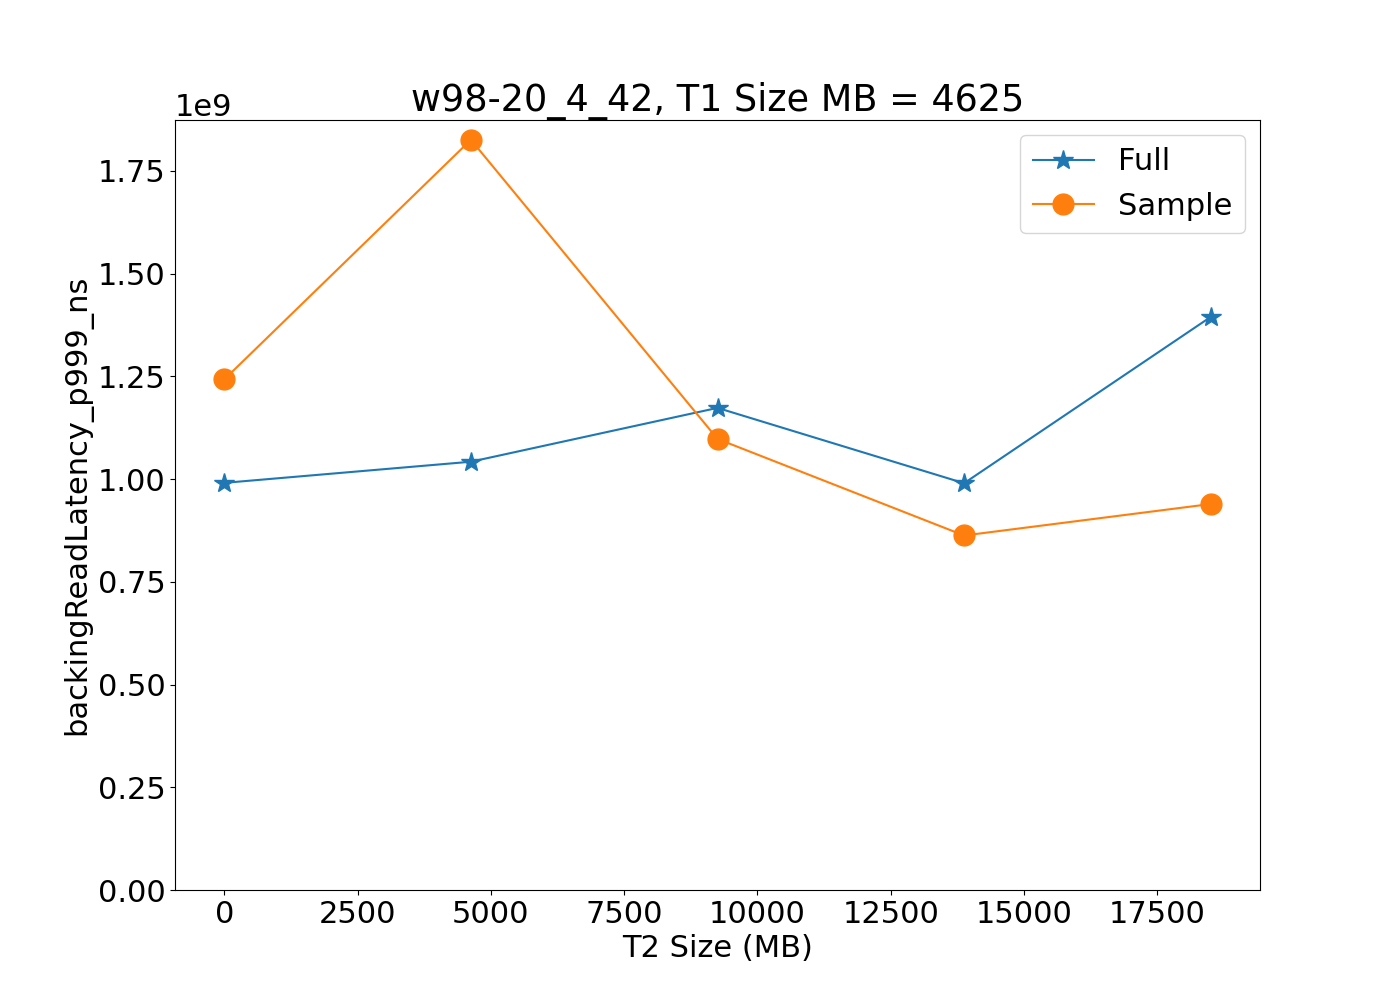 w98-20_4_42, T1 Size MB = 4625
1e9
Full
Sample
1.75
1.50
1.25
1.00
0.75
0.50
0.25
0.00
backingReadLatency_p999_ns
0 2500 5000 7500 10000 12500 15000 17500
T2 Size (MB)